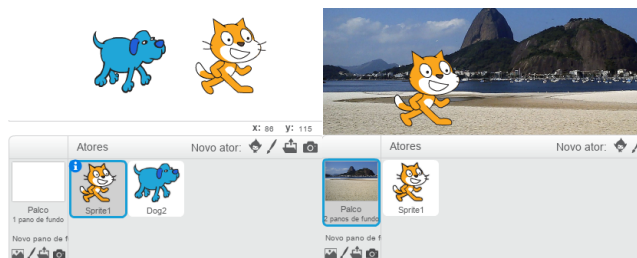 x: 86 y: 115
Atores Novo ator:
Sprite1 Dog2
Palco
1 pano de fundo
Novo pano de f
Atores Novo ator:
Sprite1
Palco
2 panos de fundo
Novo pano de f